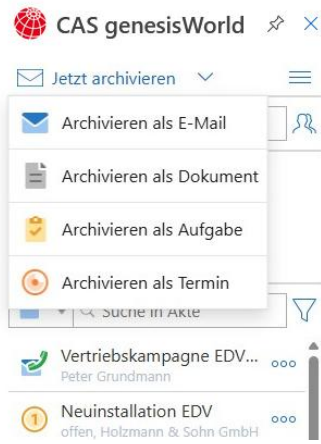 CAS genesisWorld
Jetzt archivieren
Archivieren als E-Mail
Archivieren als Dokument
Archivieren als Aufgabe
Archivieren als Termin
Suche in Akte
Vertriebskampagne EDV...
Peter Grundmann
1
Neuinstallation EDV
offen, Holzmann & Sohn GmbH